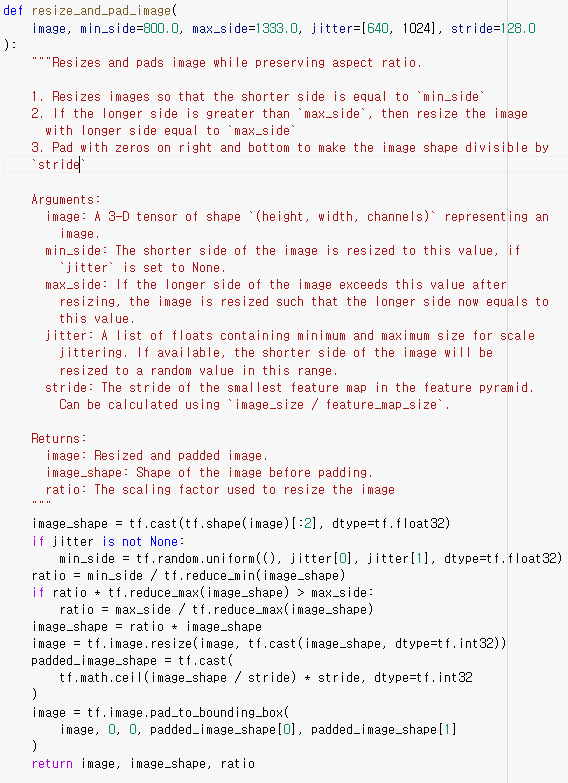 def resize_and_pad_image(
    image, min_side=800.0, max_side=1333.0, jitter=[640, 1024], stride=128.0
):
    """Resizes and pads image while preserving aspect ratio.

    1. Resizes images so that the shorter side is equal to `min_side`
    2. If the longer side is greater than `max_side`, then resize the image
      with longer side equal to `max_side`
    3. Pad with zeros on right and bottom to make the image shape divisible by
    `stride`

    Arguments:
      image: A 3-D tensor of shape `(height, width, channels)` representing an
        image.
      min_side: The shorter side of the image is resized to this value, if
        `jitter` is set to None.
      max_side: If the longer side of the image exceeds this value after
        resizing, the image is resized such that the longer side now equals to
        this value.
      jitter: A list of floats containing minimum and maximum size for scale
        jittering. If available, the shorter side of the image will be
        resized to a random value in this range.
      stride: The stride of the smallest feature map in the feature pyramid.
        Can be calculated using `image_size / feature_map_size`.

    Returns:
      image: Resized and padded image.
      image_shape: Shape of the image before padding.
      ratio: The scaling factor used to resize the image
    """
    image_shape = tf.cast(tf.shape(image)[:2], dtype=tf.float32)
    if jitter is not None:
        min_side = tf.random.uniform((), jitter[0], jitter[1], dtype=tf.float32)
    ratio = min_side / tf.reduce_min(image_shape)
    if ratio * tf.reduce_max(image_shape) > max_side:
        ratio = max_side / tf.reduce_max(image_shape)
    image_shape = ratio * image_shape
    image = tf.image.resize(image, tf.cast(image_shape, dtype=tf.int32))
    padded_image_shape = tf.cast(
        tf.math.ceil(image_shape / stride) * stride, dtype=tf.int32
    )
    image = tf.image.pad_to_bounding_box(
        image, 0, 0, padded_image_shape[0], padded_image_shape[1]
    )
    return image, image_shape, ratio